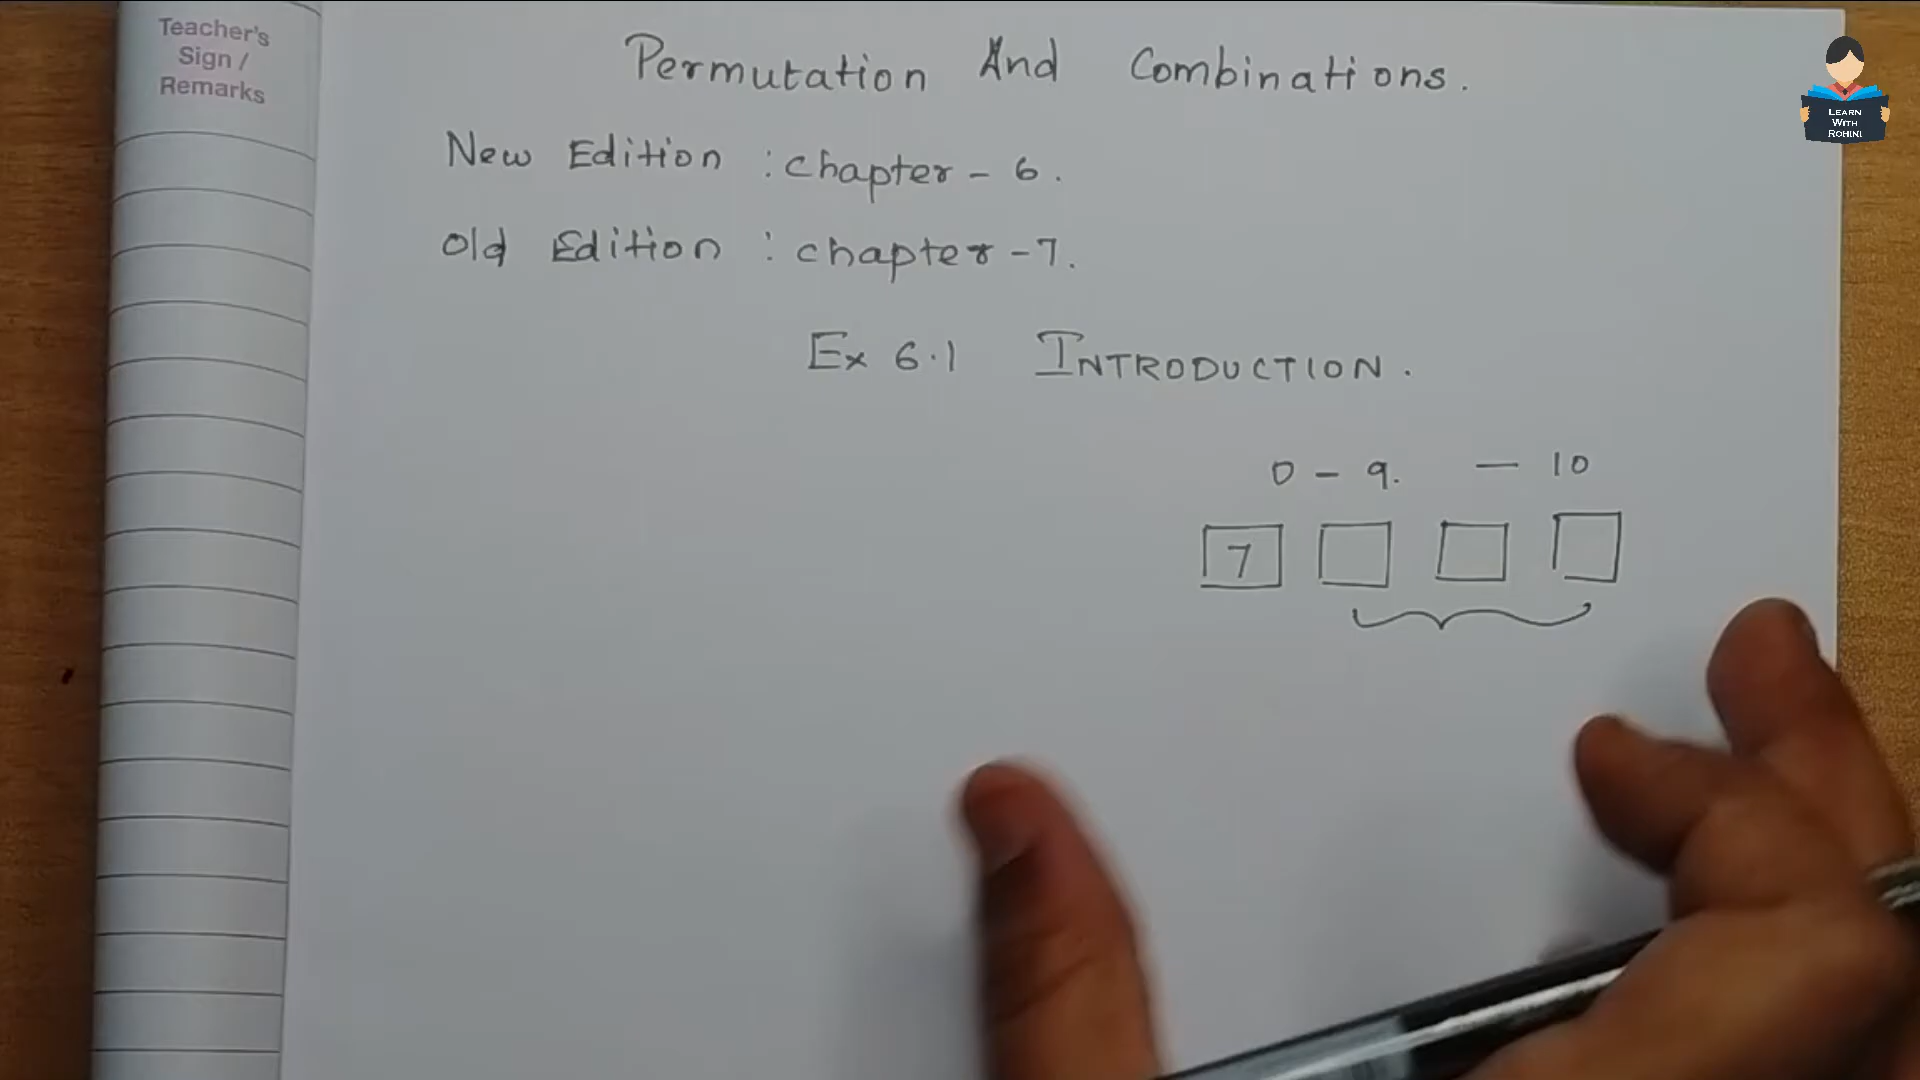 Teacher's
Sign /
Remarks
Permutation And Combinations.
LEARN
WITH
ROHINI
New Edition : chapter - 6.
Old Edition : chapter - 7.
Ex 6.1 INTRODUCTION.
0 - 9. — 10
7